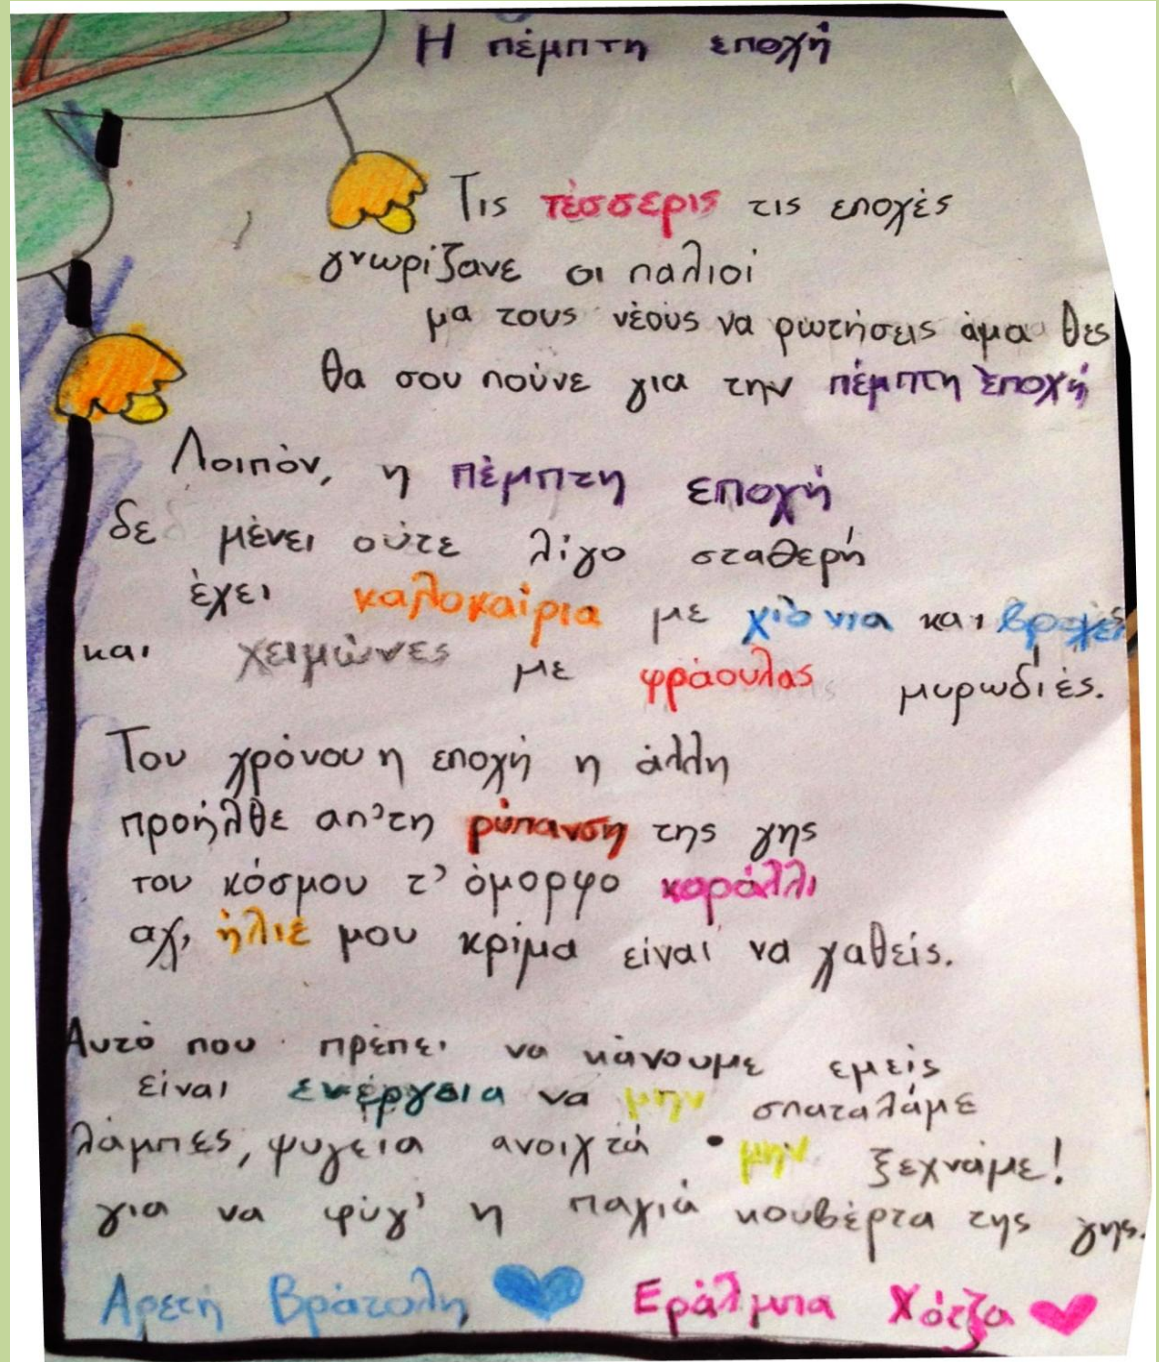 Η πέμπτη εποχή
Τις τέσσερις τις εποχές
γνωρίζανε οι παλιοί
μα τους νέους να ρωτήσεις άμα θες
θα σου πούνε για την πέμπτη εποχή
Λοιπόν, η πέμπτη εποχή
δε μένει ούτε λίγο σταθερή
έχει καλοκαίρια με χιόνια και βροχές
και χειμώνες με φράουλας μυρωδιές.
Του χρόνου η εποχή η άλλη
προήλθε απ'τη ρύπανση της γης
του κόσμου τ' όμορφο κοράλλι
αχ, ήλιε μου κρίμα είναι να χαθείς.
Αυτό που πρέπει να κάνουμε εμείς
είναι ενέργεια να μην σπαταλάμε
λάμπες, ψυγεία ανοιχτά • μην ξεχνάμε!
για να φύγ' η παχιά κουβέρτα της γης.
Αρετή Βράτολη Εράλμπα Χότζα